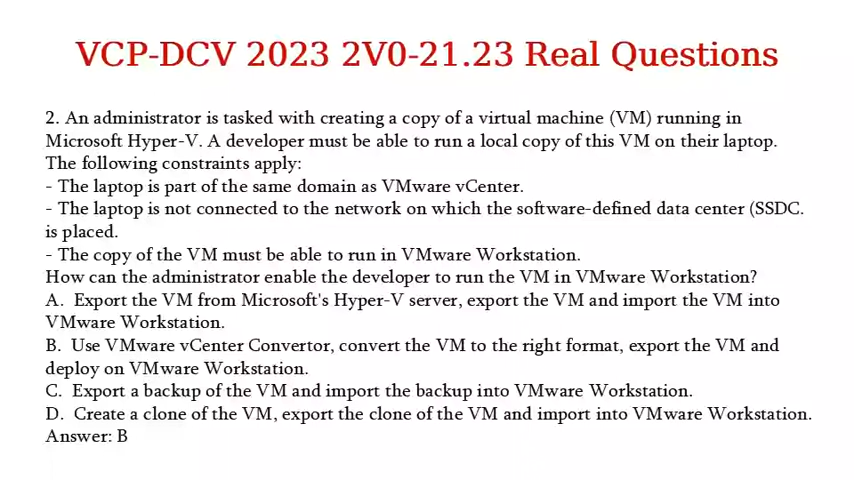 VCP-DCV 2023 2V0-21.23 Real Questions
2. An administrator is tasked with creating a copy of a virtual machine (VM) running in
Microsoft Hyper-V. A developer must be able to run a local copy of this VM on their laptop.
The following constraints apply:
- The laptop is part of the same domain as VMware vCenter.
- The laptop is not connected to the network on which the software-defined data center (SSDC.
is placed.
- The copy of the VM must be able to run in VMware Workstation.
How can the administrator enable the developer to run the VM in VMware Workstation?
A. Export the VM from Microsoft's Hyper-V server, export the VM and import the VM into
VMware Workstation.
B. Use VMware vCenter Convertor, convert the VM to the right format, export the VM and
deploy on VMware Workstation.
C. Export a backup of the VM and import the backup into VMware Workstation.
D. Create a clone of the VM, export the clone of the VM and import into VMware Workstation.
Answer: B